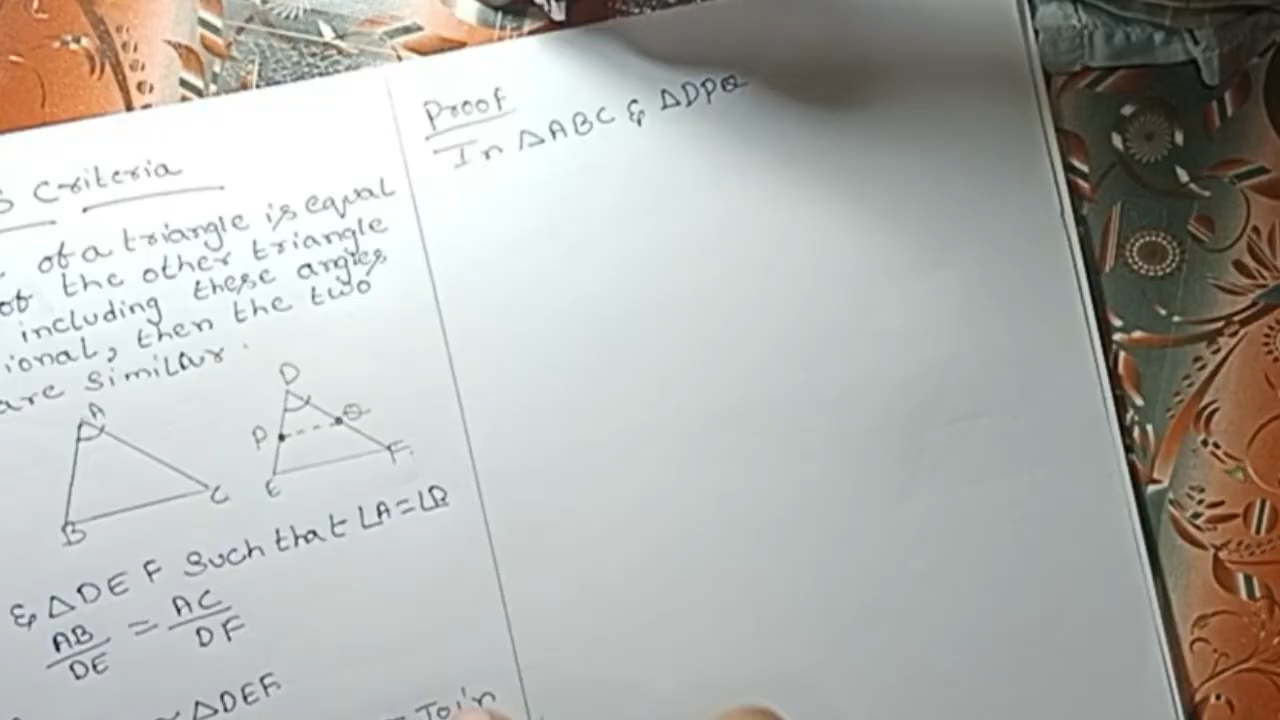 Criteria
of a triangle is equal
of the other triangle
including these angles
ional, then the two
are similar.
A
B
C
D
P
Q
E
F
& △DEF Such that ∠A=∠D
AB/DE = AC/DF
△DEF
Join
Proof
In △ABC & △DPQ